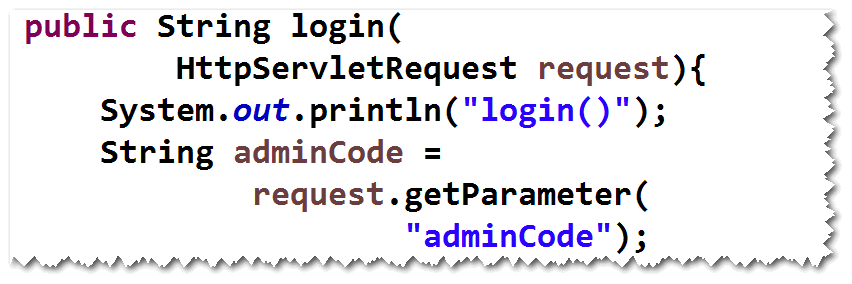 public String login(
HttpServletRequest request){
System.out.println("login()");
String adminCode =
request.getParameter(
"adminCode");